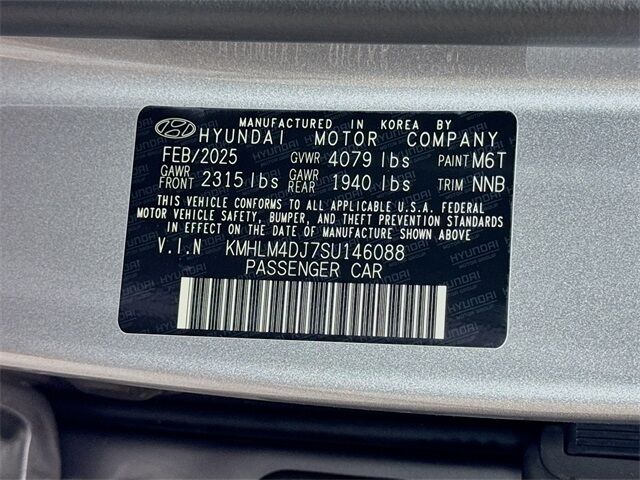 MANUFACTURED IN KOREA BY
HYUNDAI MOTOR COMPANY
FEB/2025 GVWR 4079 lbs PAINT M6T
GAWR FRONT 2315 lbs GAWR REAR 1940 lbs TRIM NNB
THIS VEHICLE CONFORMS TO ALL APPLICABLE U.S.A. FEDERAL
MOTOR VEHICLE SAFETY, BUMPER, AND THEFT PREVENTION STANDARDS
IN EFFECT ON THE DATE OF MANUFACTURE SHOWN ABOVE.
V.I.N KMHLM4DJ7SU146088
PASSENGER CAR